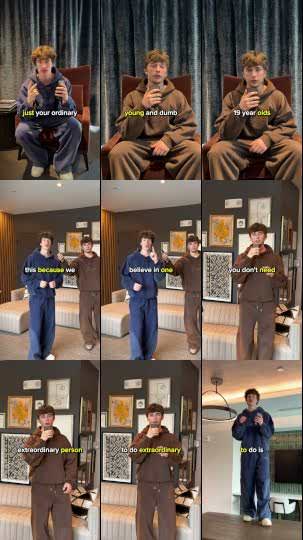 just your ordinary
young and dumb
19 year olds
this because we
believe in one
you don't need
extraordinary person
to do extraordinary
to do is